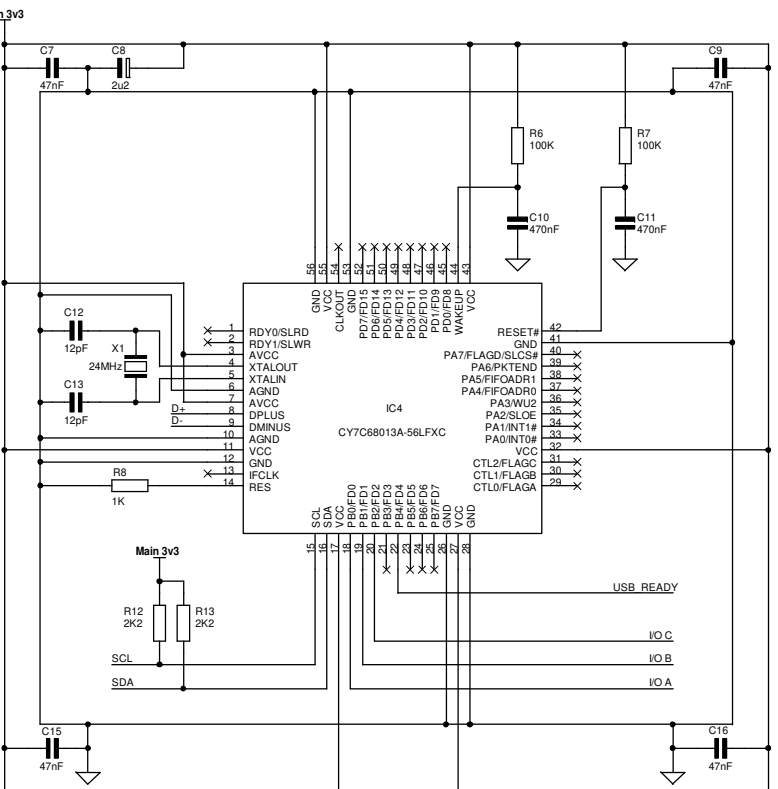 n 3v3
C7
47nF
C8
2u2
C9
47nF
R6
100K
R7
100K
C10
470nF
C11
470nF
56 55 54 53 52 51 50 49 48 47 46 45 44 43
GND
VCC
CLKOUT
GND
PD7/FD15
PD6/FD14
PD5/FD13
PD4/FD12
PD3/FD11
PD2/FD10
PD1/FD9
PD0/FD8
WAKEUP
VCC
C12
12pF
X1
24MHz
C13
12pF
D+
D-
R8
1K
1 RDY0/SLRD
2 RDY1/SLWR
3 AVCC
4 XTALOUT
5 XTALIN
6 AGND
7 AVCC
8 DPLUS
9 DMINUS
10 AGND
11 VCC
12 GND
13 IFCLK
14 RES
IC4
CY7C68013A-56LFXC
RESET# 42
GND 41
PA7/FLAGD/SLCS# 40
PA6/PKTEND 39
PA5/FIFOADR1 38
PA4/FIFOADR0 37
PA3/WU2 36
PA2/SLOE 35
PA1/INT1# 34
PA0/INT0# 33
VCC 32
CTL2/FLAGC 31
CTL1/FLAGB 30
CTL0/FLAGA 29
SCL
SDA
VCC
PB0/FD0
PB1/FD1
PB2/FD2
PB3/FD3
PB4/FD4
PB5/FD5
PB6/FD6
PB7/FD7
GND
VCC
GND
15 16 17 18 19 20 21 22 23 24 25 26 27 28
Main 3v3
R12
2K2
R13
2K2
USB_READY
I/O C
SCL
I/O B
SDA
I/O A
C15
47nF
C16
47nF